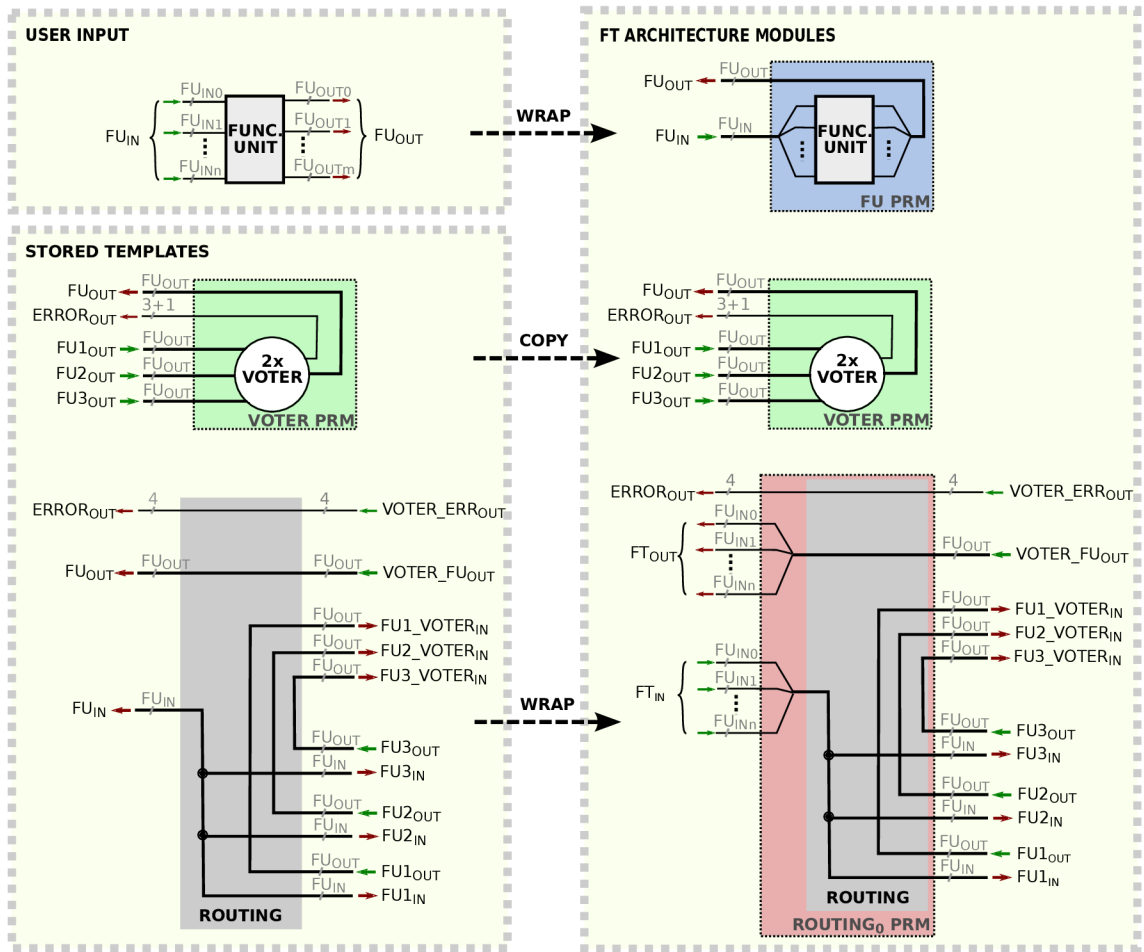 USER INPUT
FU_IN0
FU_IN1
FU_INn
FU_IN
FUNC.
UNIT
FU_OUT0
FU_OUT1
FU_OUTm
FU_OUT
WRAP
FT ARCHITECTURE MODULES
FU_OUT FU_OUT
FU_IN FU_IN
FUNC.
UNIT
FU PRM
STORED TEMPLATES
FU_OUT FU_OUT
ERROR_OUT 3+1
FU1_OUT FU_OUT
FU2_OUT FU_OUT
FU3_OUT FU_OUT
2x
VOTER
VOTER PRM
COPY
FU_OUT FU_OUT
ERROR_OUT 3+1
FU1_OUT FU_OUT
FU2_OUT FU_OUT
FU3_OUT FU_OUT
2x
VOTER
VOTER PRM
ERROR_OUT 4 4 VOTER_ERR_OUT
FU_OUT FU_OUT FU_OUT VOTER_FU_OUT
FU_OUT FU1_VOTER_IN
FU_OUT FU2_VOTER_IN
FU_OUT FU3_VOTER_IN
FU_IN FU_IN
FU_OUT FU3_OUT
FU_IN FU3_IN
FU_OUT FU2_OUT
FU_IN FU2_IN
FU_OUT FU1_OUT
FU_IN FU1_IN
ROUTING
WRAP
ERROR_OUT 4 4 VOTER_ERR_OUT
FU_IN0
FT_OUT FU_IN1 FU_OUT VOTER_FU_OUT
FU_INn
FU_OUT FU1_VOTER_IN
FU_OUT FU2_VOTER_IN
FU_OUT FU3_VOTER_IN
FU_IN0
FT_IN FU_IN1
FU_INn
FU_OUT FU3_OUT
FU_IN FU3_IN
FU_OUT FU2_OUT
FU_IN FU2_IN
FU_OUT FU1_OUT
FU_IN FU1_IN
ROUTING
ROUTING_0 PRM